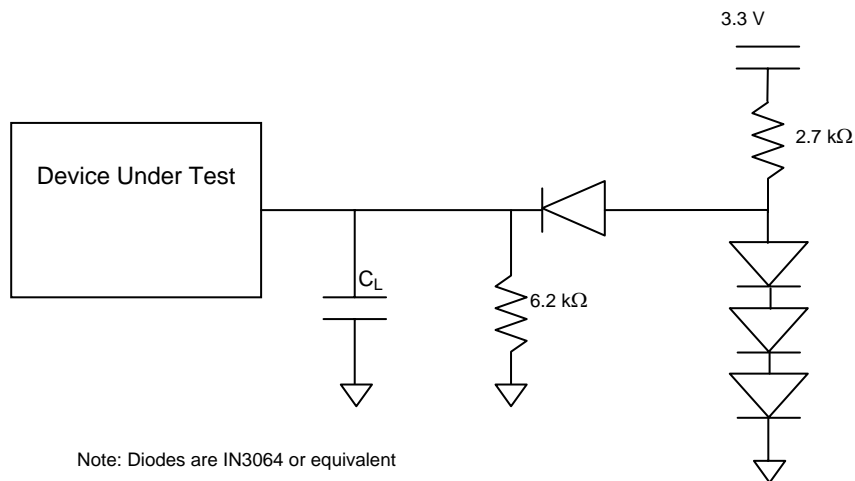 3.3 V
2.7 kΩ
Device Under Test
CL
6.2 kΩ
Note: Diodes are IN3064 or equivalent